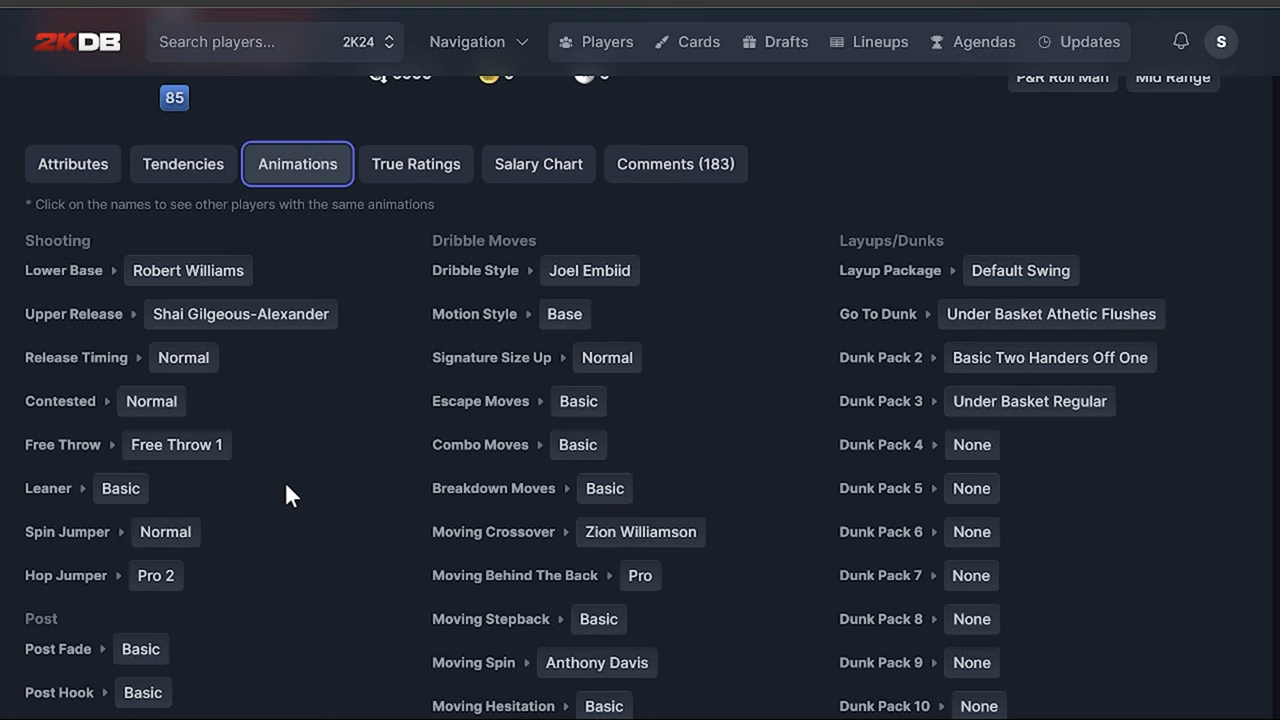 2KDB Search players... 2K24 Navigation Players Cards Drafts Lineups Agendas Updates S
P&R Roll Man Mid Range
85
Attributes Tendencies Animations True Ratings Salary Chart Comments (183)
* Click on the names to see other players with the same animations
Shooting
Lower Base Robert Williams
Upper Release Shai Gilgeous-Alexander
Release Timing Normal
Contested Normal
Free Throw Free Throw 1
Leaner Basic
Spin Jumper Normal
Hop Jumper Pro 2
Post
Post Fade Basic
Post Hook Basic
Dribble Moves
Dribble Style Joel Embiid
Motion Style Base
Signature Size Up Normal
Escape Moves Basic
Combo Moves Basic
Breakdown Moves Basic
Moving Crossover Zion Williamson
Moving Behind The Back Pro
Moving Stepback Basic
Moving Spin Anthony Davis
Moving Hesitation Basic
Layups/Dunks
Layup Package Default Swing
Go To Dunk Under Basket Athetic Flushes
Dunk Pack 2 Basic Two Handers Off One
Dunk Pack 3 Under Basket Regular
Dunk Pack 4 None
Dunk Pack 5 None
Dunk Pack 6 None
Dunk Pack 7 None
Dunk Pack 8 None
Dunk Pack 9 None
Dunk Pack 10 None